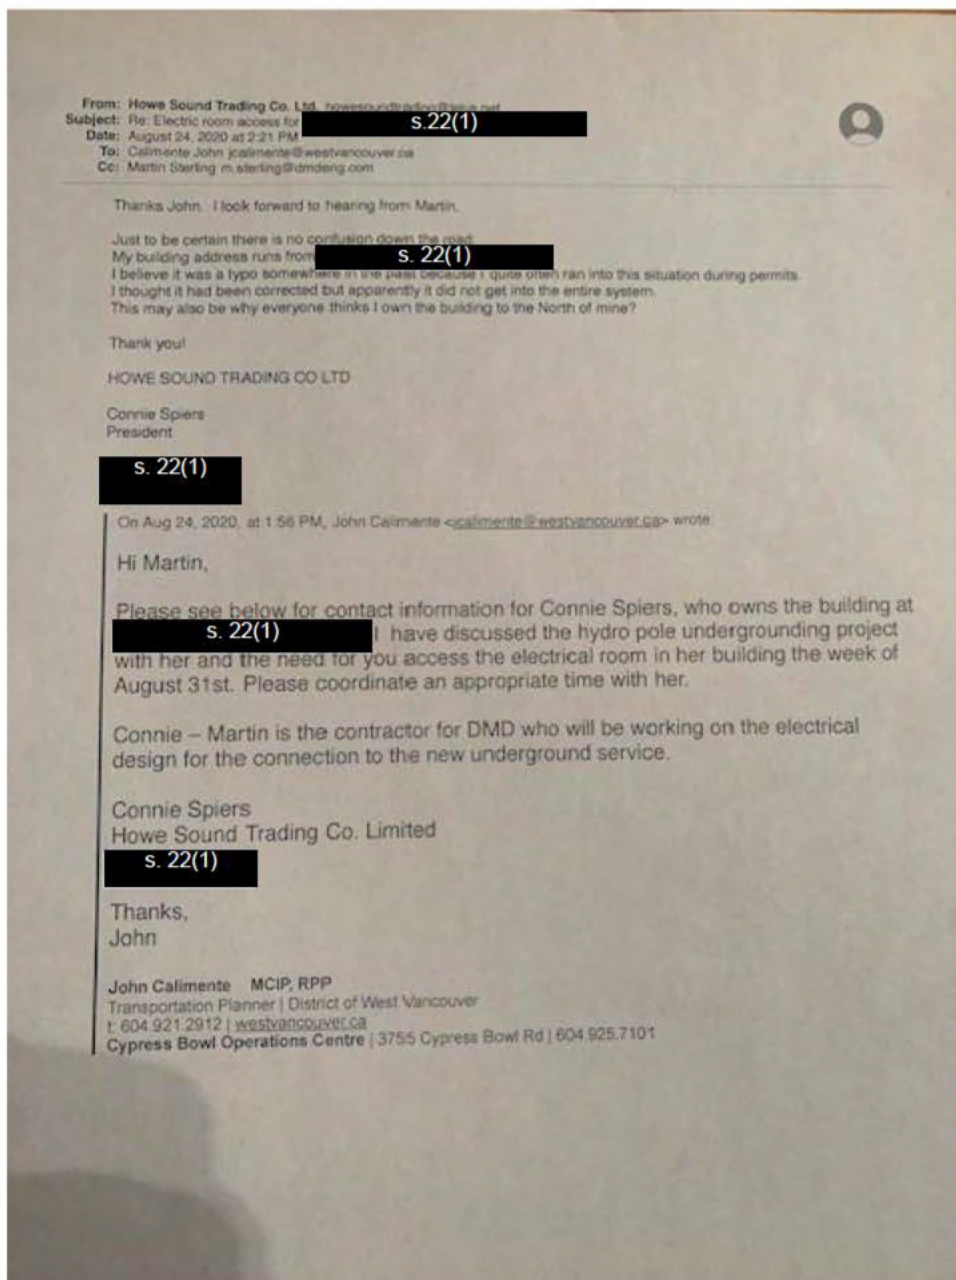 From: Howe Sound Trading Co. Ltd. howesoundtrading@telus.net
Subject: Re: Electric room access for s.22(1)
Date: August 24, 2020 at 2:21 PM
To: Calimente John jcalimente@westvancouver.ca
Cc: Martin Sterling m.sterling@dmdeng.com
Thanks John. I look forward to hearing from Martin.
Just to be certain there is no confusion down the road.
My building address runs from s. 22(1)
I believe it was a typo somewhere in the past because I quite often ran into this situation during permits.
I thought it had been corrected but apparently it did not get into the entire system.
This may also be why everyone thinks I own the building to the North of mine?
Thank you!
HOWE SOUND TRADING CO LTD
Connie Spiers
President
s. 22(1)
On Aug 24, 2020, at 1:56 PM, John Calimente <jcalimente@westvancouver.ca> wrote:
Hi Martin,
Please see below for contact information for Connie Spiers, who owns the building at
s. 22(1) I have discussed the hydro pole undergrounding project
with her and the need for you access the electrical room in her building the week of
August 31st. Please coordinate an appropriate time with her.
Connie – Martin is the contractor for DMD who will be working on the electrical
design for the connection to the new underground service.
Connie Spiers
Howe Sound Trading Co. Limited
s. 22(1)
Thanks,
John
John Calimente MCIP, RPP
Transportation Planner | District of West Vancouver
t: 604.921.2912 | westvancouver.ca
Cypress Bowl Operations Centre | 3755 Cypress Bowl Rd | 604.925.7101